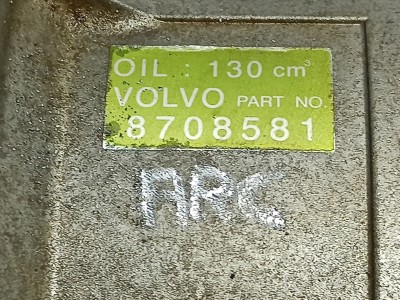 OIL : 130 cm³
VOLVO PART NO.
8708581
ARC